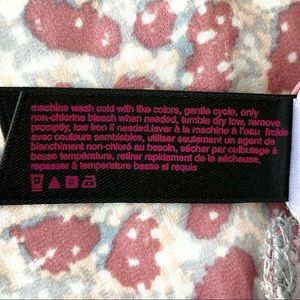 machine wash cold with like colors, gentle cycle, only
non-chlorine bleach when needed, tumble dry low, remove
promptly, low iron if needed.laver à la machine à l'eau froide
avec couleurs semblables, utiliser seulement un agent de
blanchiment non chloré au besoin, sécher par culbutage à
basse température, retirer rapidement de la sécheuse,
repasser à température basse si requis